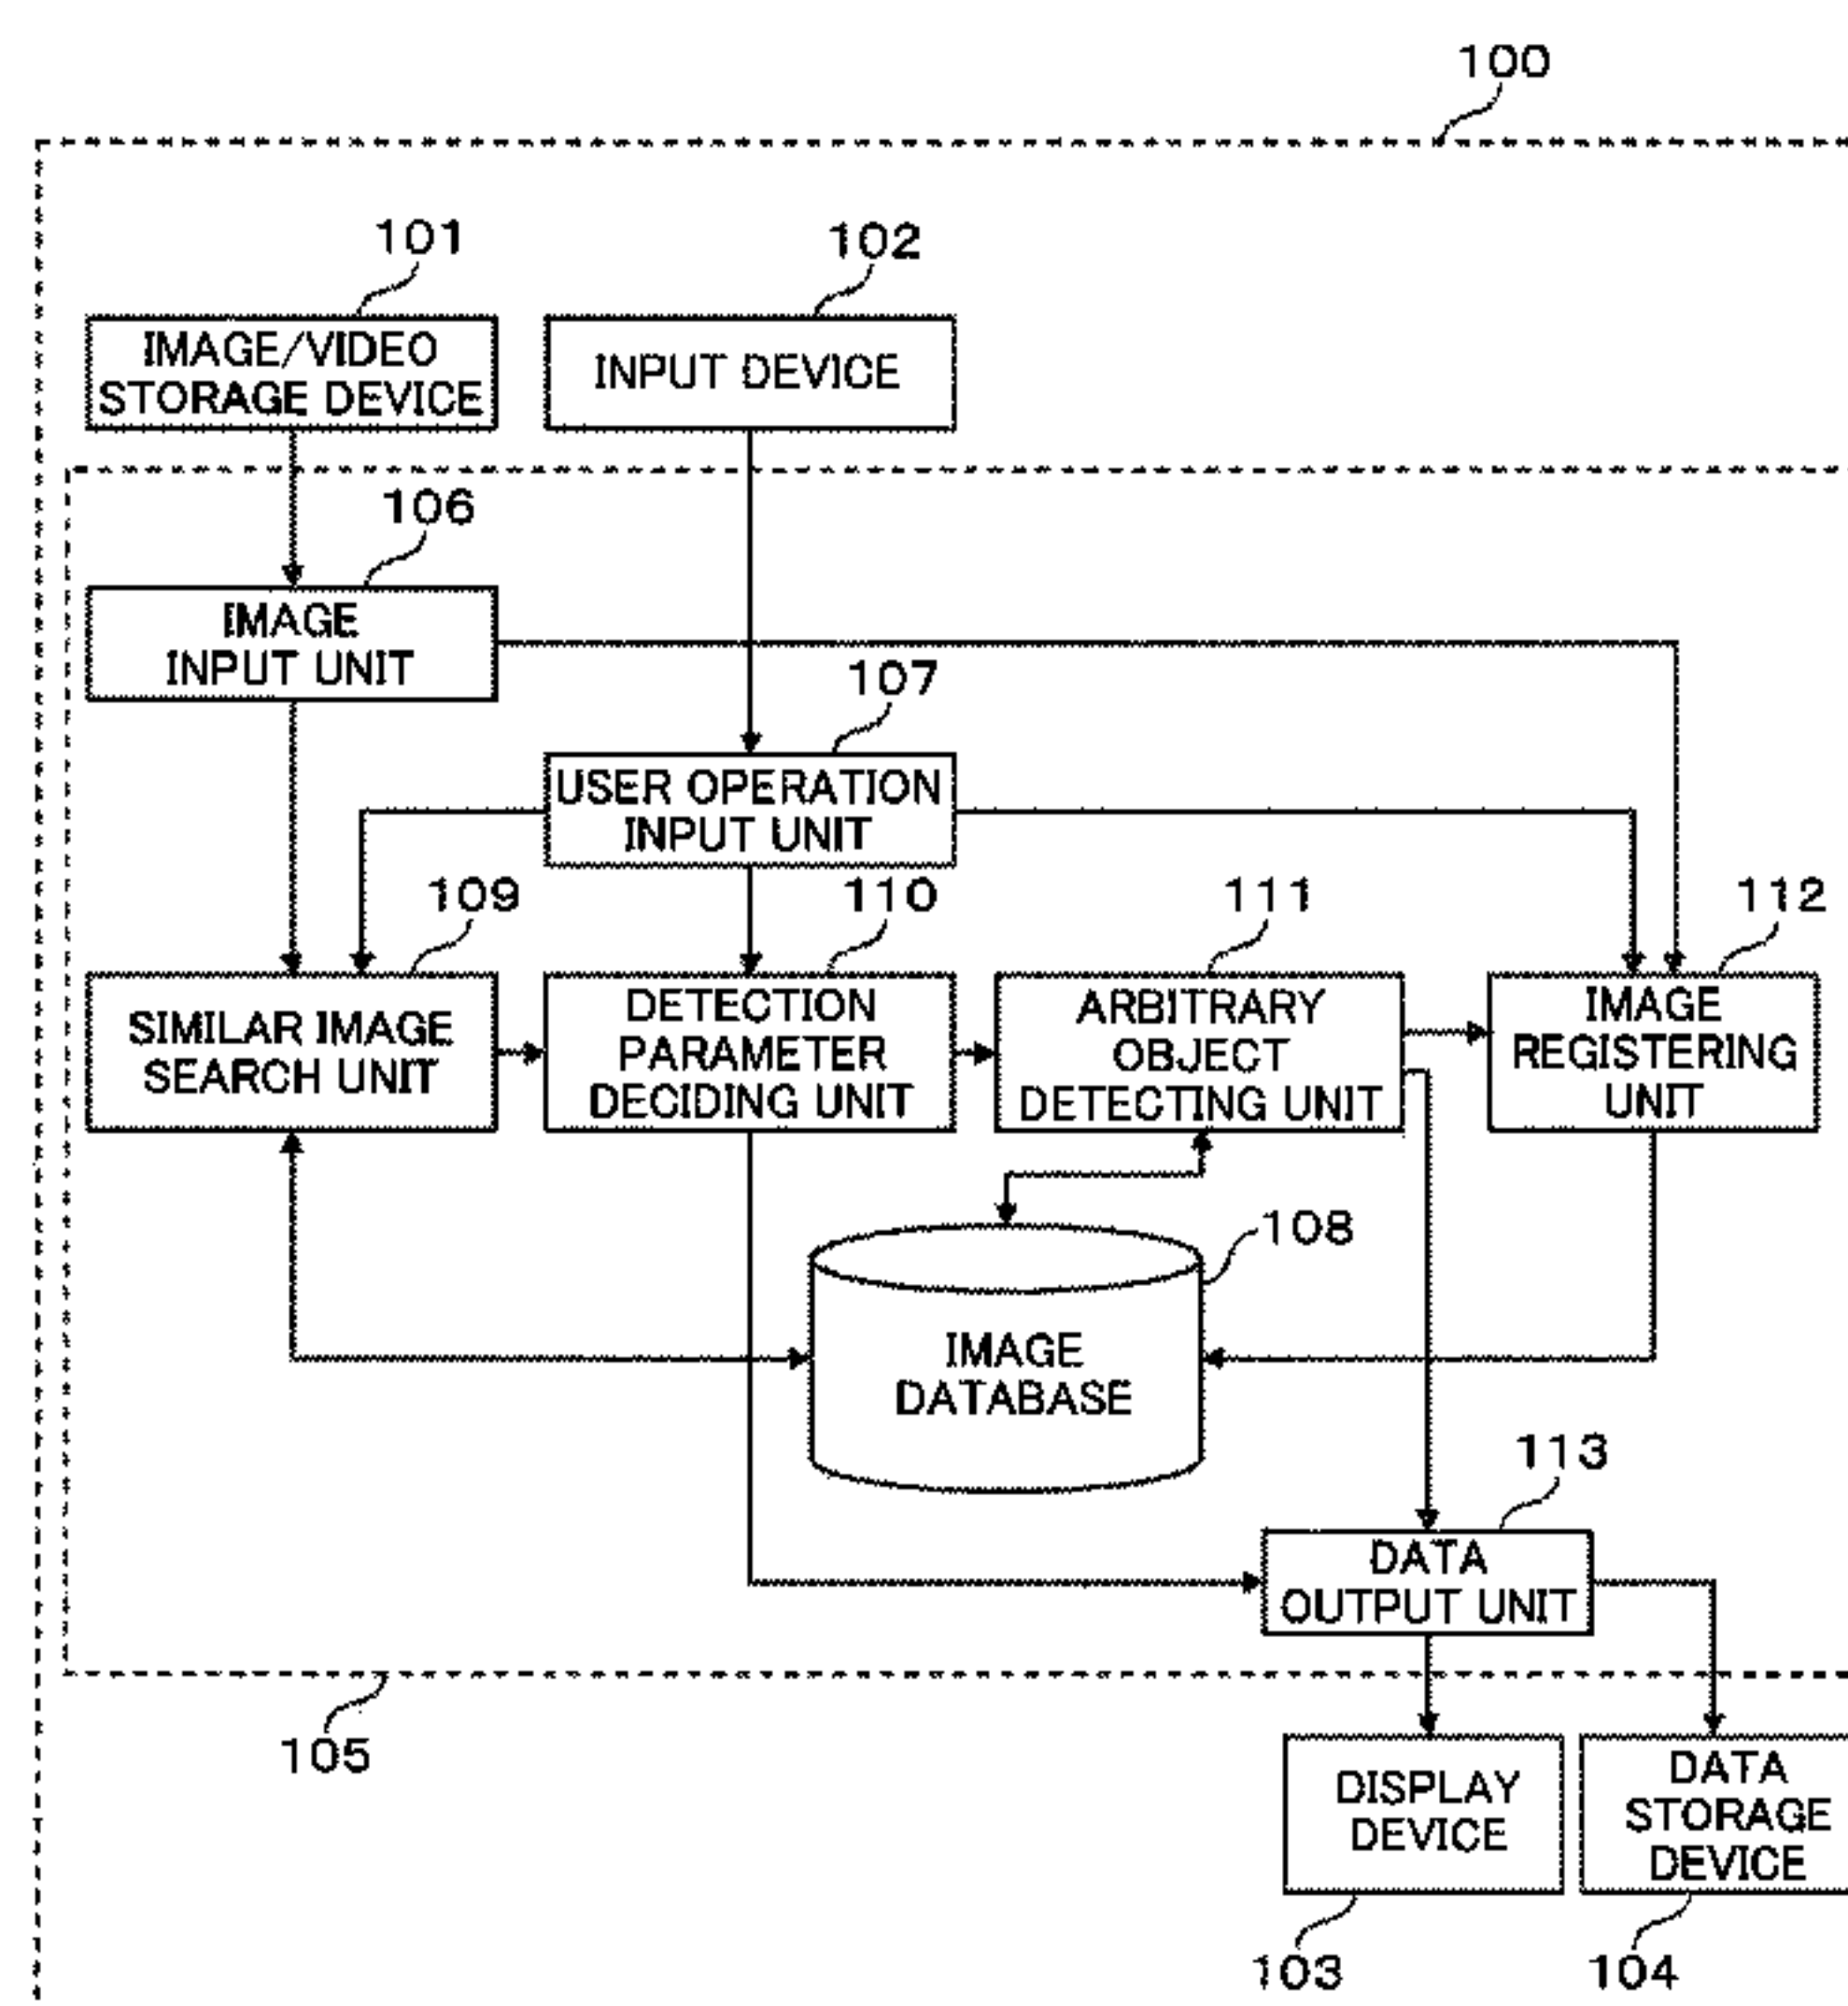 100
101
102
IMAGE/VIDEO
STORAGE DEVICE
INPUT DEVICE
106
IMAGE
INPUT UNIT
107
USER OPERATION
INPUT UNIT
109
110
111
112
SIMILAR IMAGE
SEARCH UNIT
DETECTION
PARAMETER
DECIDING UNIT
ARBITRARY
OBJECT
DETECTING UNIT
IMAGE
REGISTERING
UNIT
108
IMAGE
DATABASE
113
DATA
OUTPUT UNIT
105
DISPLAY
DEVICE
DATA
STORAGE
DEVICE
103
104